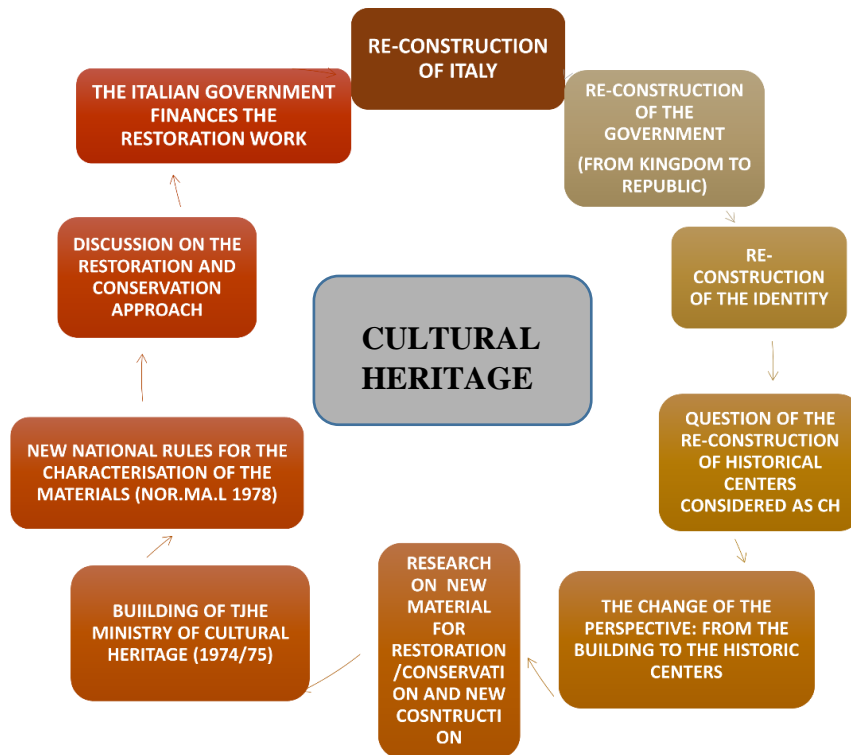 RE-CONSTRUCTION
OF ITALY
RE-CONSTRUCTION
OF THE
GOVERNMENT
(FROM KINGDOM TO
REPUBLIC)
RE-
CONSTRUCTION
OF THE IDENTITY
QUESTION OF THE
RE-CONSTRUCTION
OF HISTORICAL
CENTERS
CONSIDERED AS CH
THE CHANGE OF THE
PERSPECTIVE: FROM THE
BUILDING TO THE HISTORIC
CENTERS
RESEARCH
ON NEW
MATERIAL
FOR
RESTORATION
/CONSERVATI
ON AND NEW
COSNTRUCTI
ON
BUIILDING OF TJHE
MINISTRY OF CULTURAL
HERITAGE (1974/75)
NEW NATIONAL RULES FOR THE
CHARACTERISATION OF THE
MATERIALS (NOR.MA.L 1978)
DISCUSSION ON THE
RESTORATION AND
CONSERVATION
APPROACH
THE ITALIAN GOVERNMENT
FINANCES THE
RESTORATION WORK
CULTURAL
HERITAGE